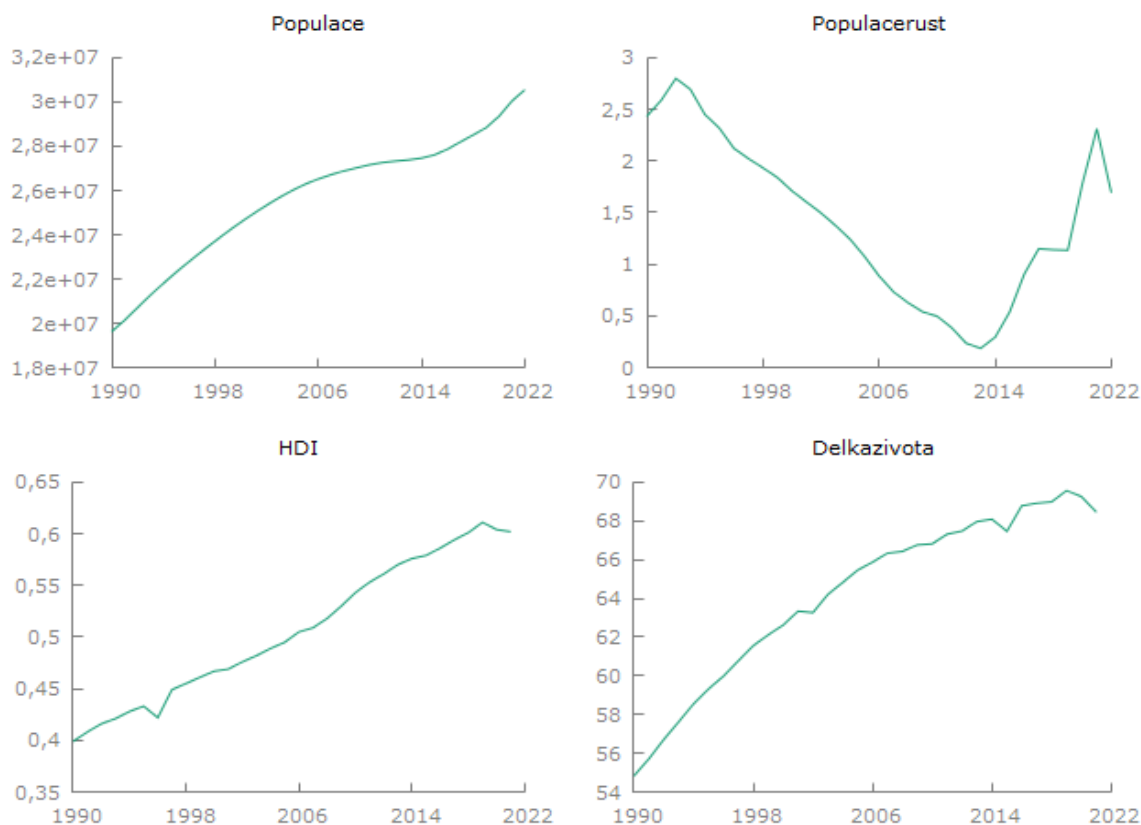 Populace
3,2e+07
3e+07
2,8e+07
2,6e+07
2,4e+07
2,2e+07
2e+07
1,8e+07
1990 1998 2006 2014 2022
Populacerust
3
2,5
2
1,5
1
0,5
0
1990 1998 2006 2014 2022
HDI
0,65
0,6
0,55
0,5
0,45
0,4
0,35
1990 1998 2006 2014 2022
Delkazivota
70
68
66
64
62
60
58
56
54
1990 1998 2006 2014 2022